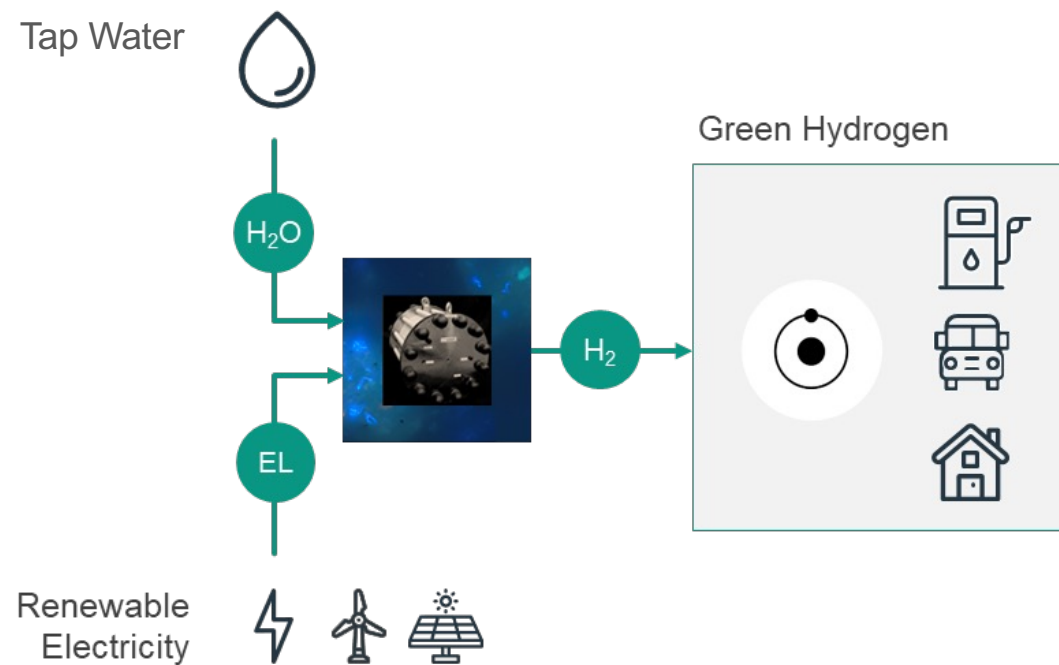 Tap Water
Green Hydrogen
H₂O
H₂
EL
Renewable
Electricity